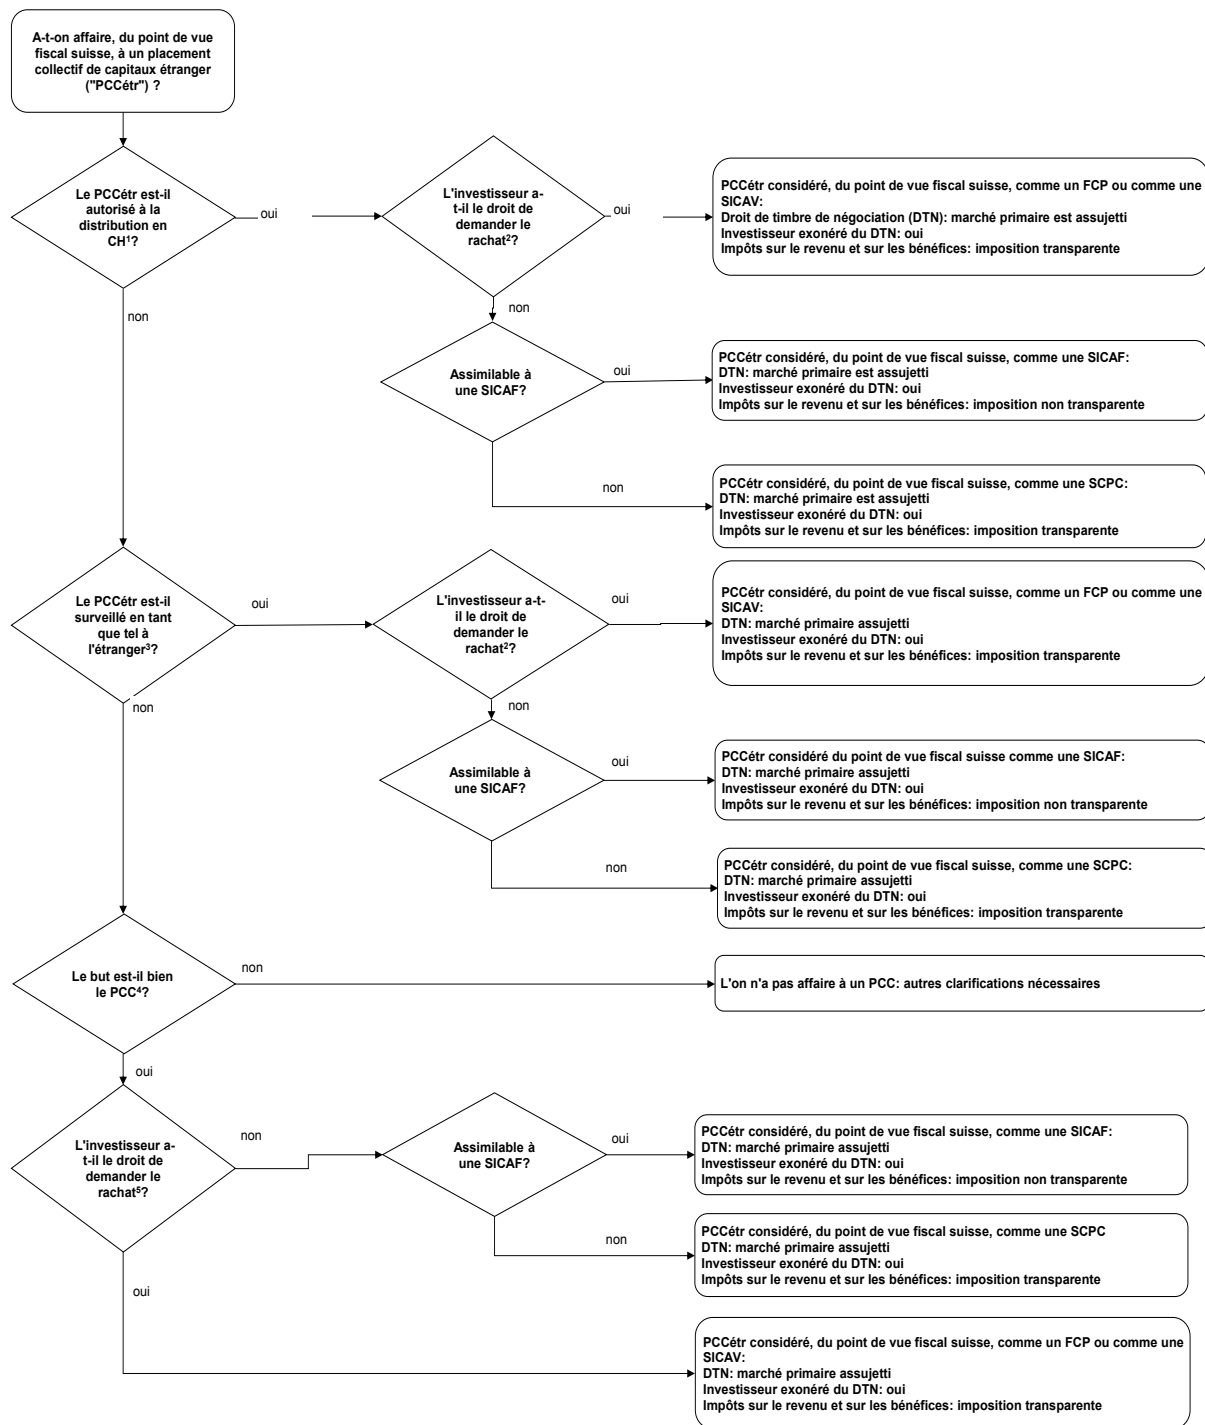 A-t-on affaire, du point de vue
fiscal suisse, à un placement
collectif de capitaux étranger
("PCCétr") ?
Le PCCétr est-il
autorisé à la
distribution en
CH¹?
oui
L'investisseur a-
t-il le droit de
demander le
rachat²?
oui
PCCétr considéré, du point de vue fiscal suisse, comme un FCP ou comme une
SICAV:
Droit de timbre de négociation (DTN): marché primaire est assujetti
Investisseur exonéré du DTN: oui
Impôts sur le revenu et sur les bénéfices: imposition transparente
non
non
Assimilable à
une SICAF?
oui
PCCétr considéré, du point de vue fiscal suisse, comme une SICAF:
DTN: marché primaire est assujetti
Investisseur exonéré du DTN: oui
Impôts sur le revenu et sur les bénéfices: imposition non transparente
non
PCCétr considéré, du point de vue fiscal suisse, comme une SCPC:
DTN: marché primaire est assujetti
Investisseur exonéré du DTN: oui
Impôts sur le revenu et sur les bénéfices: imposition transparente
Le PCCétr est-il
surveillé en tant
que tel à
l'étranger³?
oui
L'investisseur a-t-
il le droit de
demander le
rachat²?
oui
PCCétr considéré, du point de vue fiscal suisse, comme un FCP ou comme une
SICAV:
DTN: marché primaire assujetti
Investisseur exonéré du DTN: oui
Impôts sur le revenu et sur les bénéfices: imposition transparente
non
non
Assimilable à
une SICAF?
oui
PCCétr considéré du point de vue fiscal suisse comme une SICAF:
DTN: marché primaire assujetti
Investisseur exonéré du DTN: oui
Impôts sur le revenu et sur les bénéfices: imposition non transparente
non
PCCétr considéré, du point de vue fiscal suisse, comme une SCPC:
DTN: marché primaire assujetti
Investisseur exonéré du DTN: oui
Impôts sur le revenu et sur les bénéfices: imposition transparente
Le but est-il bien
le PCC⁴?
non
L'on n'a pas affaire à un PCC: autres clarifications nécessaires
oui
L'investisseur a-
t-il le droit de
demander le
rachat⁵?
non
Assimilable à
une SICAF?
oui
PCCétr considéré, du point de vue fiscal suisse, comme une SICAF:
DTN: marché primaire assujetti
Investisseur exonéré du DTN: oui
Impôts sur le revenu et sur les bénéfices: imposition non transparente
non
PCCétr considéré, du point de vue fiscal suisse, comme une SCPC
DTN: marché primaire assujetti
Investisseur exonéré du DTN: oui
Impôts sur le revenu et sur les bénéfices: imposition transparente
oui
PCCétr considéré, du point de vue fiscal suisse, comme un FCP ou comme une
SICAV:
DTN: marché primaire assujetti
Investisseur exonéré du DTN: oui
Impôts sur le revenu et sur les bénéfices: imposition transparente